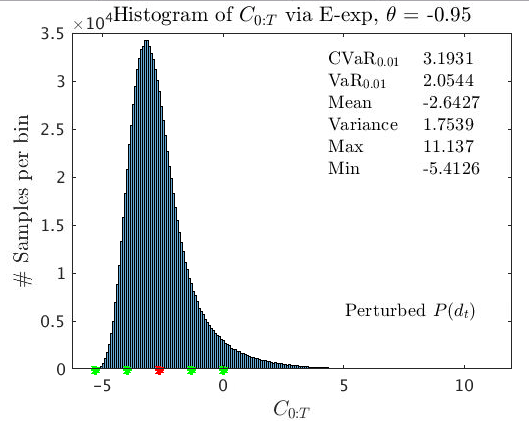 ×10⁴ Histogram of C₀:T via E-exp, θ = -0.95
# Samples per bin
3.5
3
2.5
2
1.5
1
0.5
0
CVaR₀.₀₁ 3.1931
VaR₀.₀₁ 2.0544
Mean -2.6427
Variance 1.7539
Max 11.137
Min -5.4126
Perturbed P(dₜ)
-5 0 5 10
C₀:T